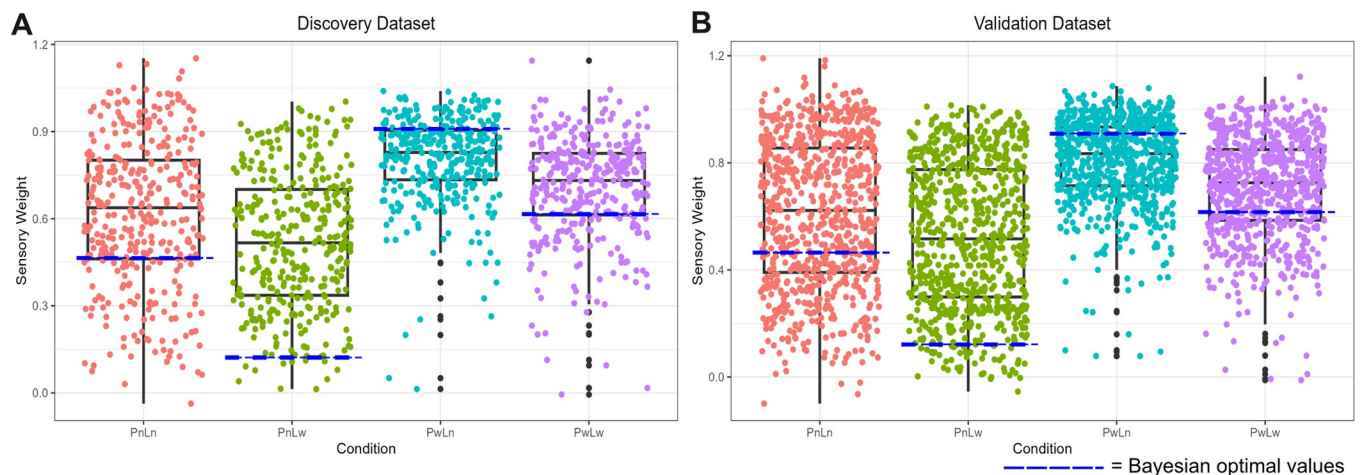 A
Discovery Dataset
Sensory Weight
1.2
0.9
0.6
0.3
0.0
PnLn PnLw PwLn PwLw
Condition
B
Validation Dataset
Sensory Weight
1.2
0.8
0.4
0.0
PnLn PnLw PwLn PwLw
Condition
= Bayesian optimal values